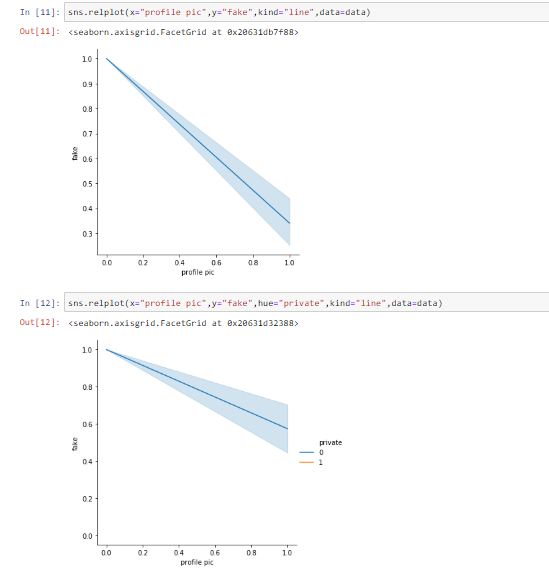 In [11]: sns.relplot(x="profile pic",y="fake",kind="line",data=data)
Out[11]: <seaborn.axisgrid.FacetGrid at 0x20631db7f88>
1.0
0.9
0.8
0.7
0.6
0.5
0.4
0.3
fake
0.0 0.2 0.4 0.6 0.8 1.0
profile pic
In [12]: sns.relplot(x="profile pic",y="fake",hue="private",kind="line",data=data)
Out[12]: <seaborn.axisgrid.FacetGrid at 0x20631d32388>
1.0
0.8
0.6
0.4
0.2
0.0
fake
private
0
1
0.0 0.2 0.4 0.6 0.8 1.0
profile pic